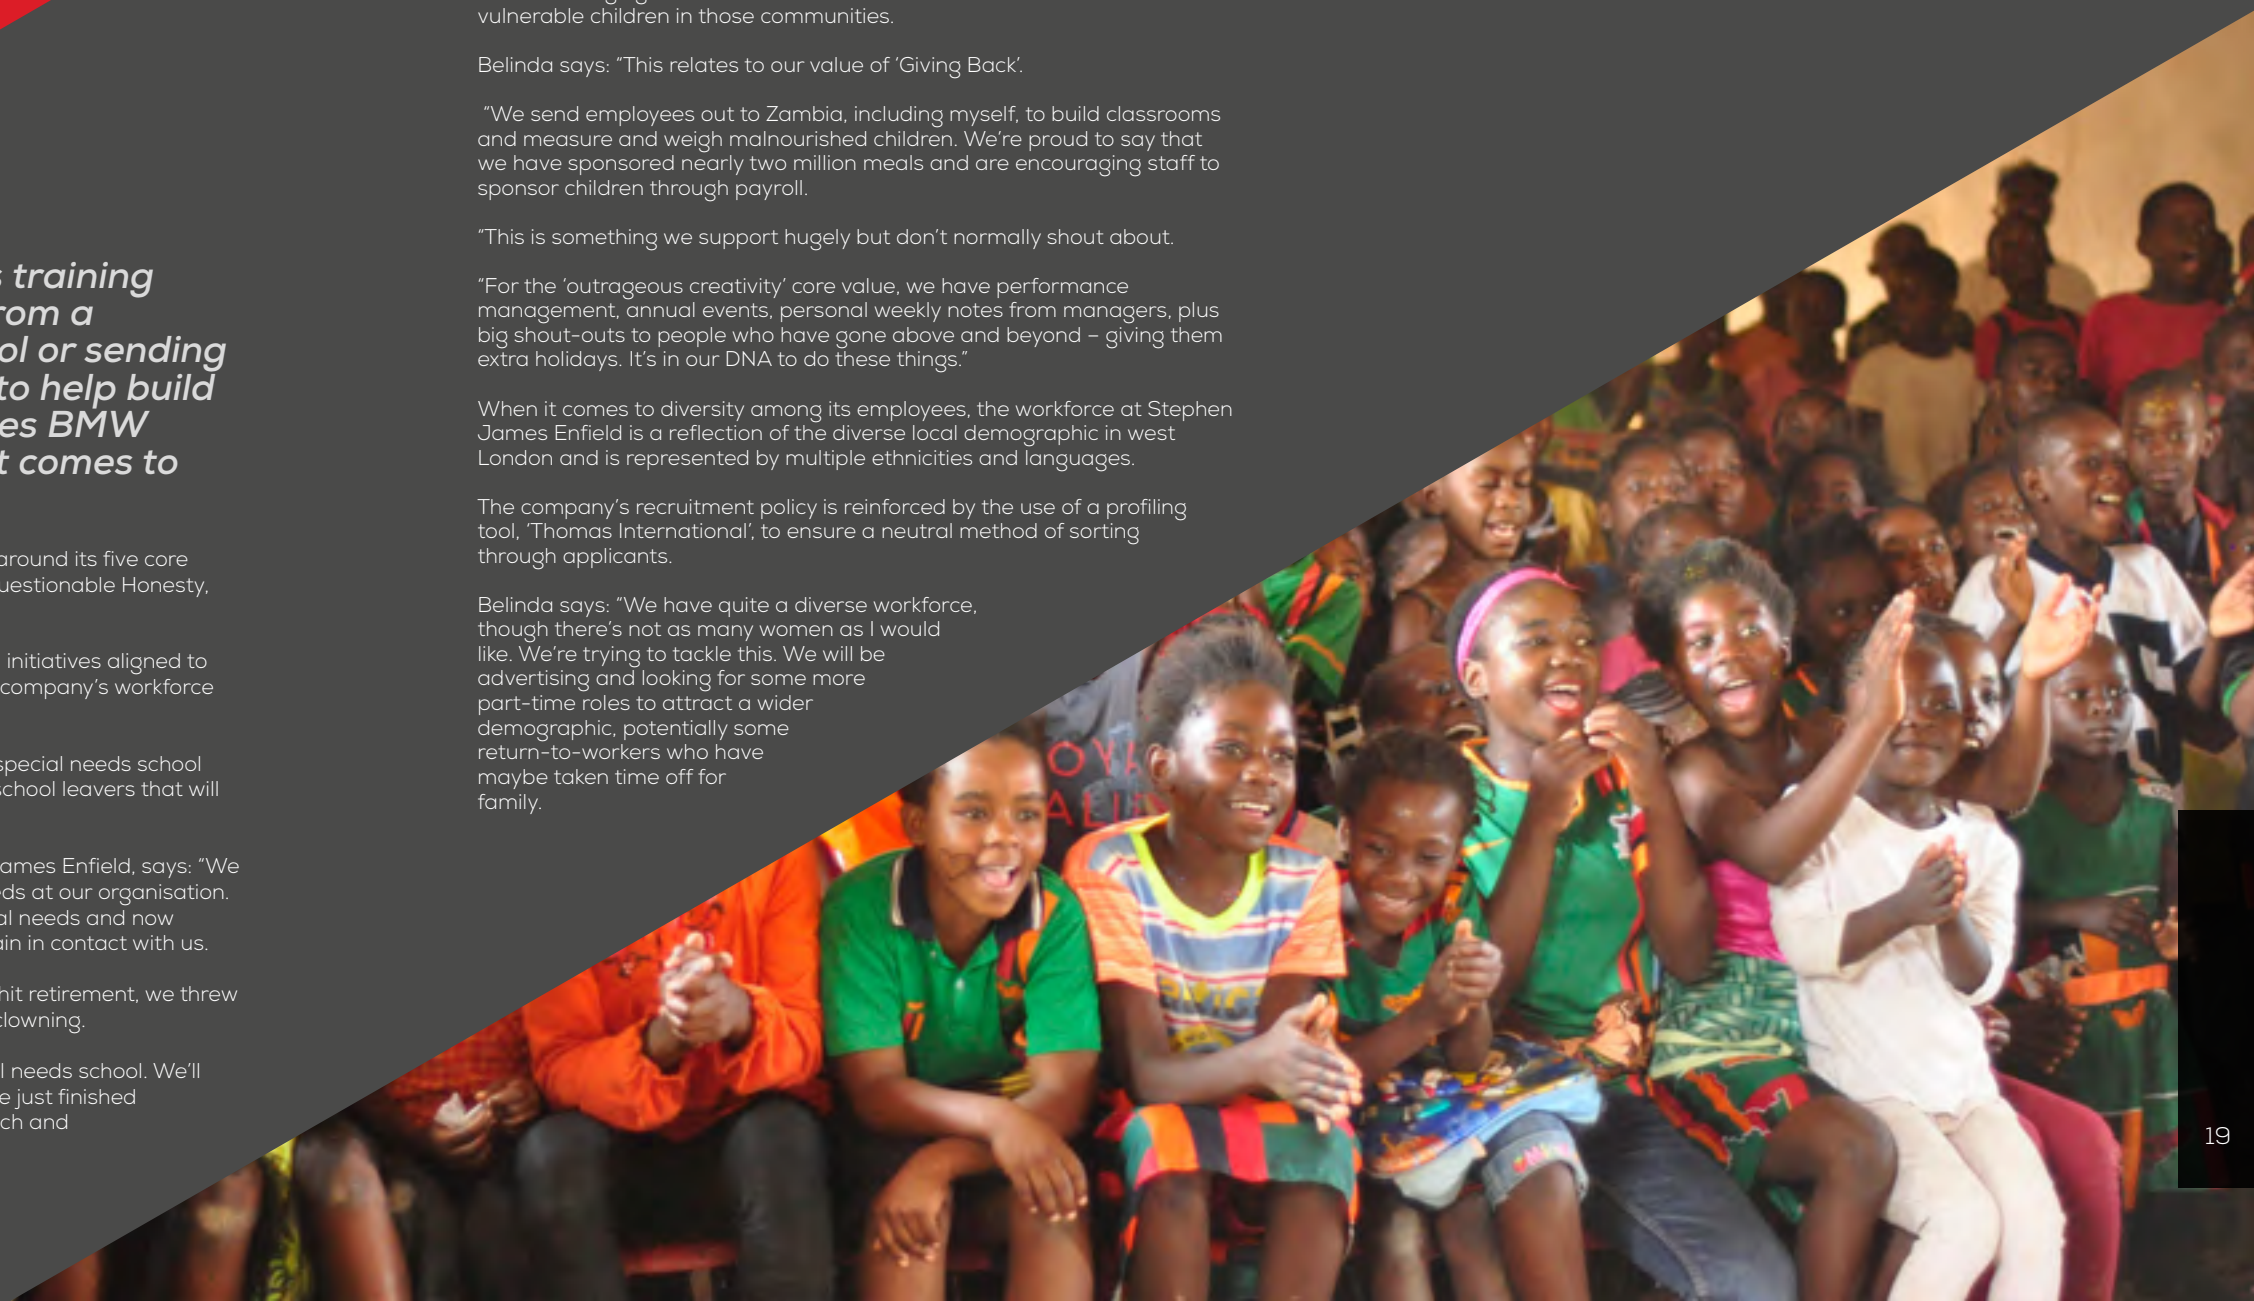 training
rom a
ol or sending
to help build
es BMW
t comes to
around its five core
uestionable Honesty,
initiatives aligned to
company’s workforce
special needs school
school leavers that will
ames Enfield, says: “We
eds at our organisation.
al needs and now
ain in contact with us.
hit retirement, we threw
clowning.
l needs school. We’ll
e just finished
ch and
vulnerable children in those communities.
Belinda says: “This relates to our value of ‘Giving Back’.
“We send employees out to Zambia, including myself, to build classrooms
and measure and weigh malnourished children. We’re proud to say that
we have sponsored nearly two million meals and are encouraging staff to
sponsor children through payroll.
“This is something we support hugely but don’t normally shout about.
“For the ‘outrageous creativity’ core value, we have performance
management, annual events, personal weekly notes from managers, plus
big shout-outs to people who have gone above and beyond – giving them
extra holidays. It’s in our DNA to do these things.”
When it comes to diversity among its employees, the workforce at Stephen
James Enfield is a reflection of the diverse local demographic in west
London and is represented by multiple ethnicities and languages.
The company’s recruitment policy is reinforced by the use of a profiling
tool, ‘Thomas International’, to ensure a neutral method of sorting
through applicants.
Belinda says: “We have quite a diverse workforce,
though there’s not as many women as I would
like. We’re trying to tackle this. We will be
advertising and looking for some more
part-time roles to attract a wider
demographic, potentially some
return-to-workers who have
maybe taken time off for
family.
19